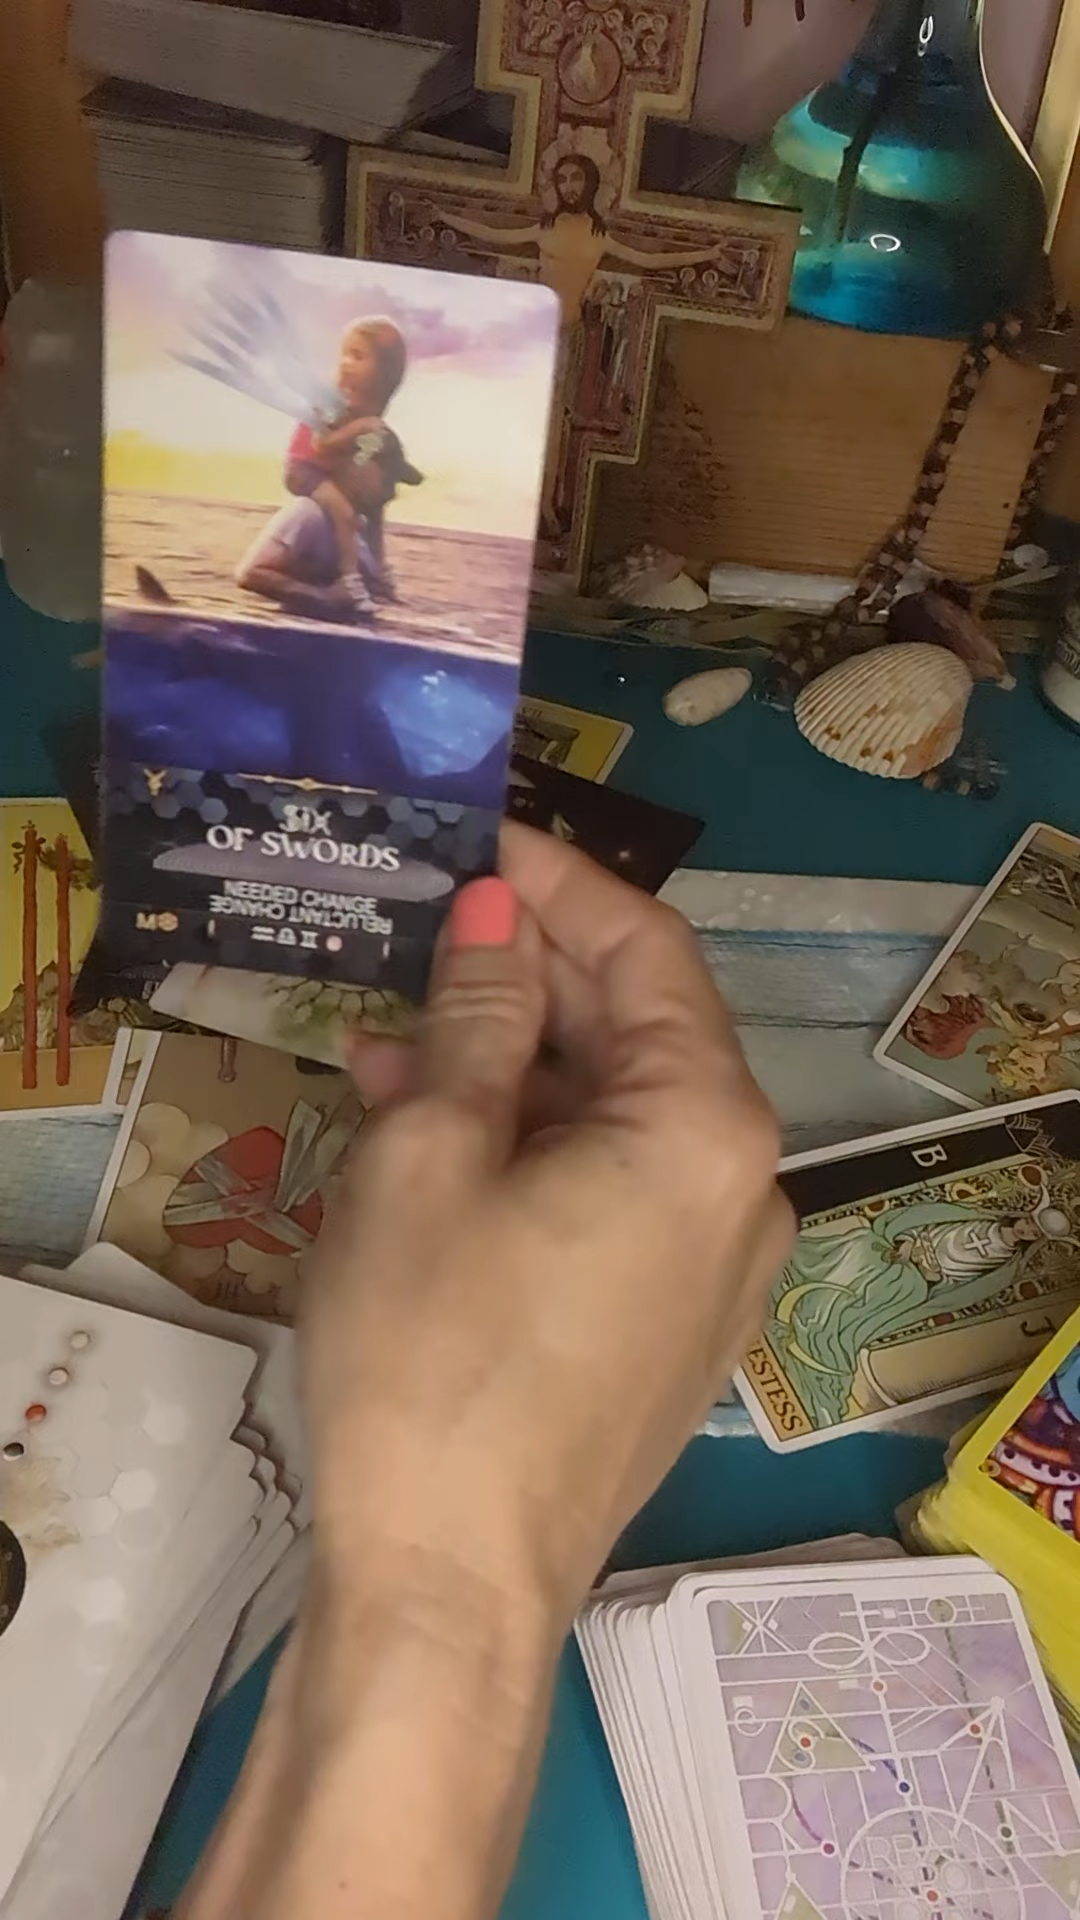 SIX
OF SWORDS
NEEDED CHANGE
RELUCTANT CHANGE
♒♎♊
B
J
ESTESS